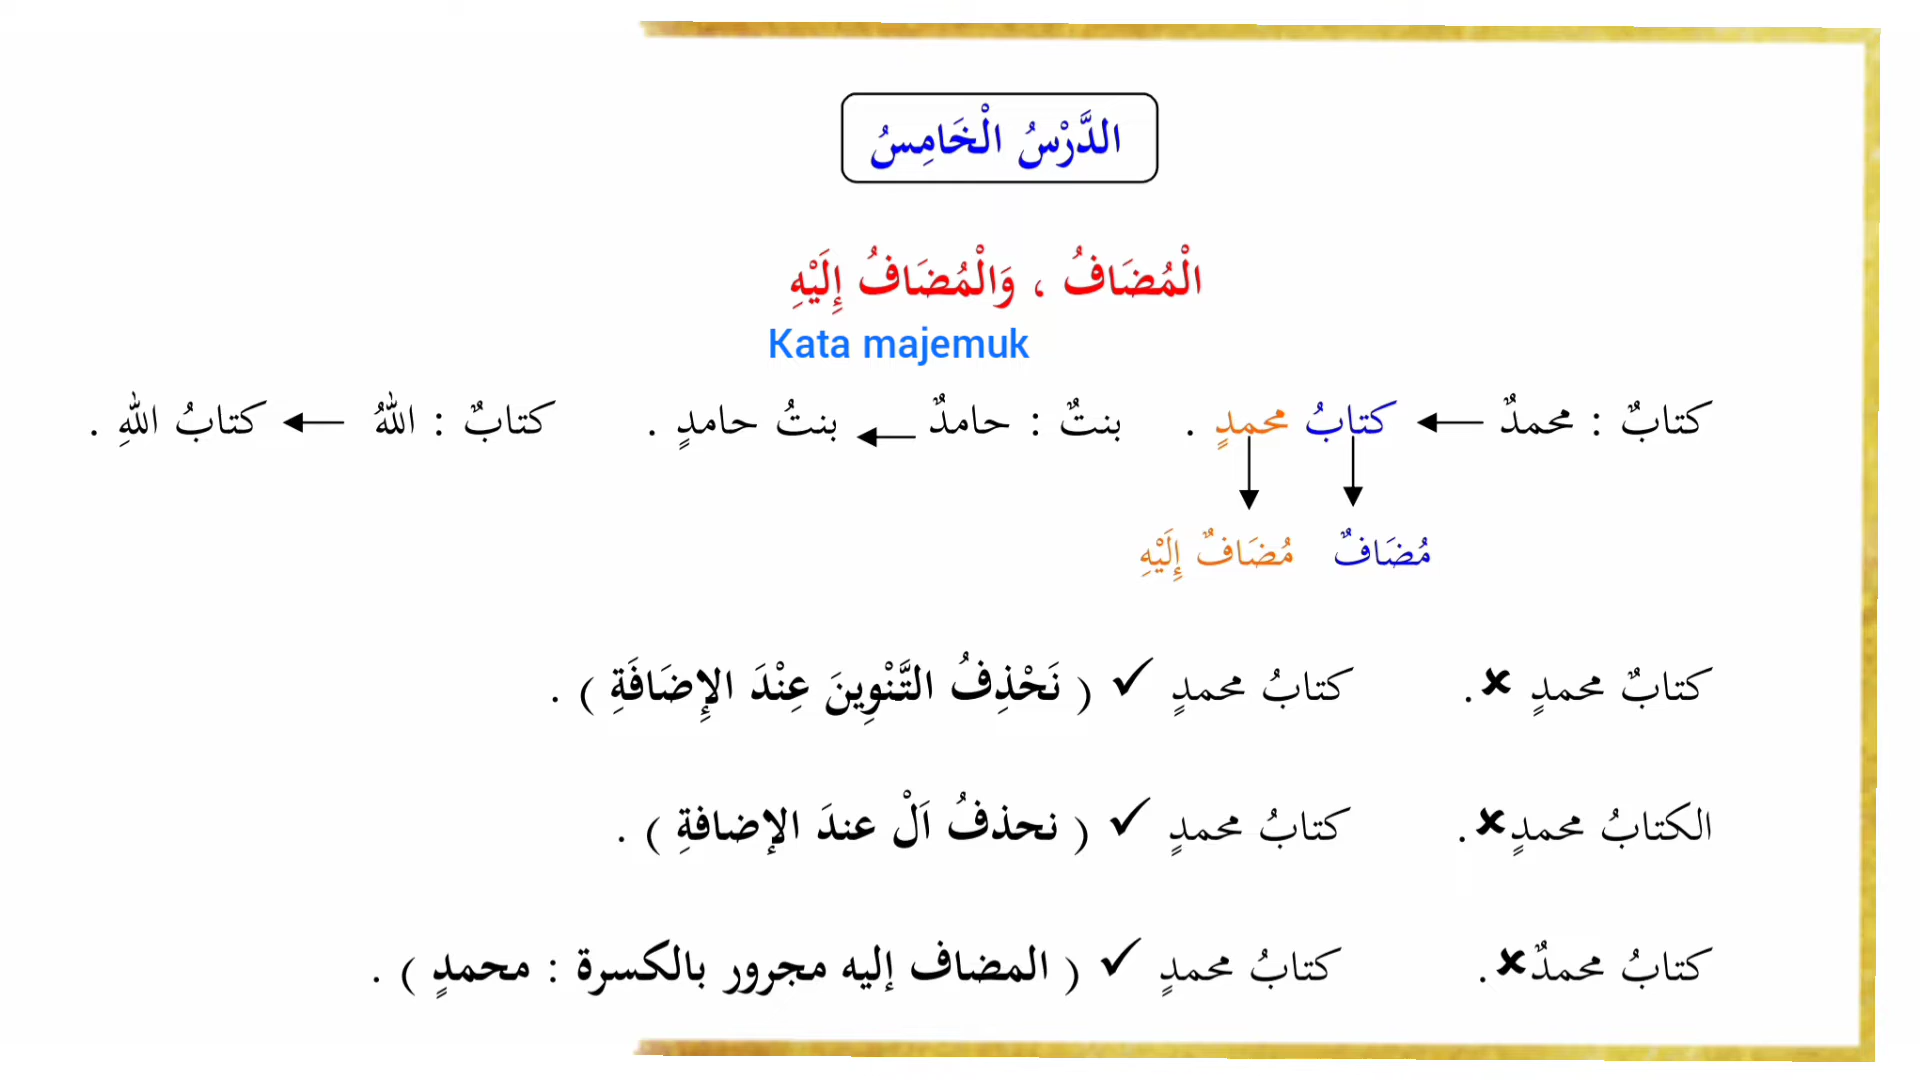 الدَّرْسُ الْخَامِسُ
الْمُضَافُ ، وَالْمُضَافُ إِلَيْهِ
Kata majemuk
كتابٌ : محمدٌ ← كتابُ محمدٍ . بنتٌ : حامدٌ ← بنتُ حامدٍ . كتابٌ : اللهُ ← كتابُ اللهِ .
مُضَافٌ مُضَافٌ إِلَيْهِ
كتابٌ محمدٍ ✘ . كتابُ محمدٍ ✓ ( نَحْذِفُ التَّنْوِينَ عِنْدَ الإِضَافَةِ ) .
الكتابُ محمدٍ ✘ . كتابُ محمدٍ ✓ ( نحذفُ اَلْ عندَ الإضافةِ ) .
كتابُ محمدٌ ✘ . كتابُ محمدٍ ✓ ( المضاف إليه مجرور بالكسرة : محمدٍ ) .